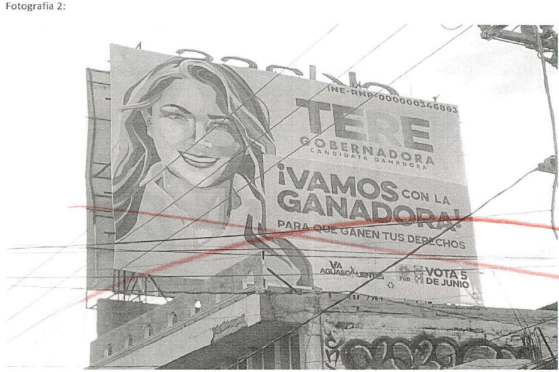 Fotografía 2:
INE-RNP-000000346883
TERE
GOBERNADORA
CANDIDATA GANADORA
¡VAMOS CON LA
GANADORA!
PARA QUE GANEN TUS DERECHOS
VA
AGUASCALIENTES
VOTA 5
DE JUNIO